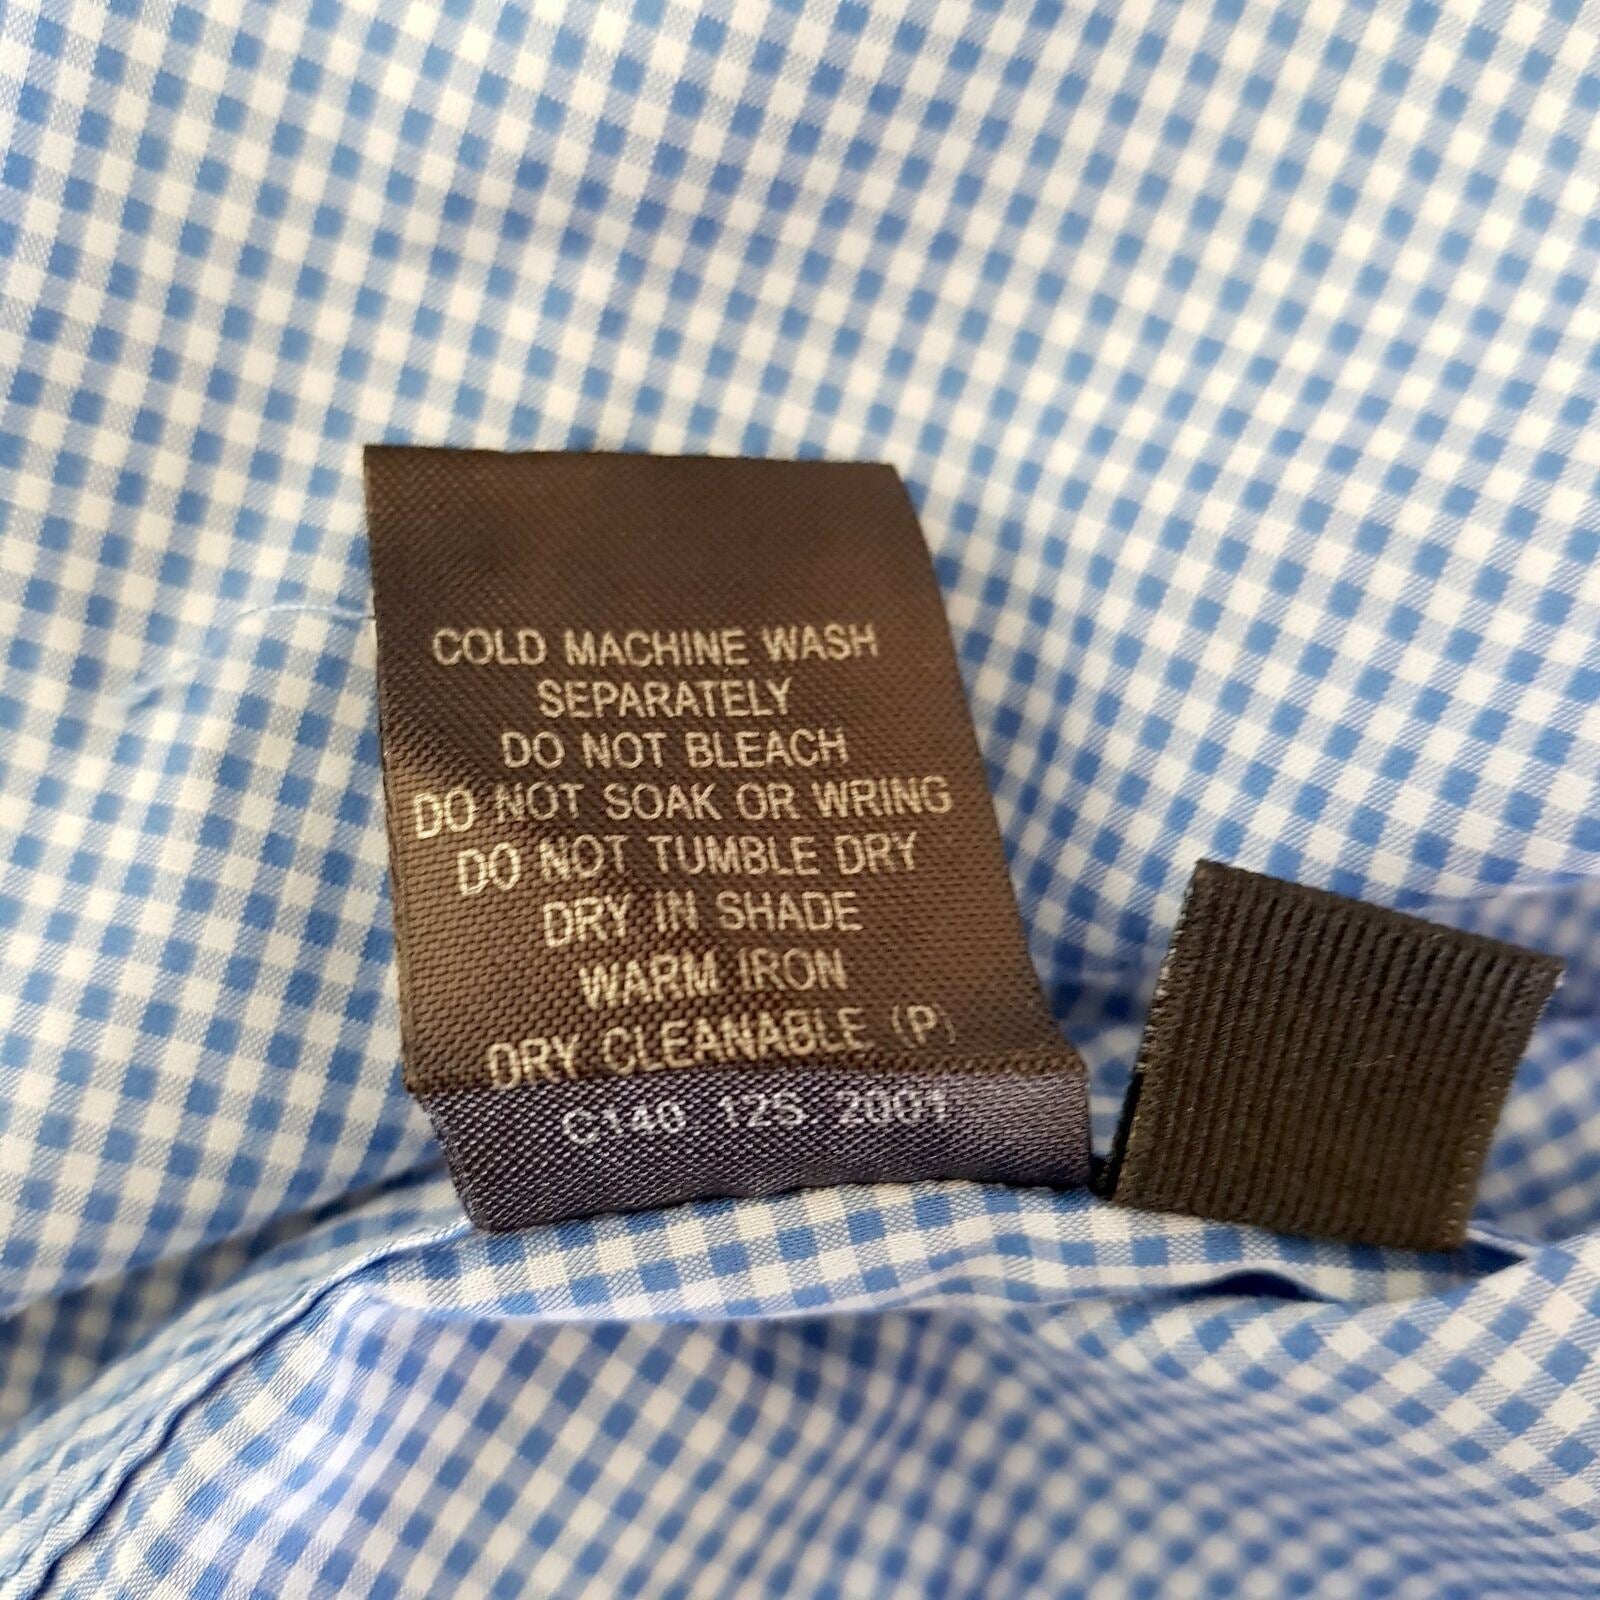 COLD MACHINE WASH
SEPARATELY
DO NOT BLEACH
DO NOT SOAK OR WRING
DO NOT TUMBLE DRY
DRY IN SHADE
WARM IRON
DRY CLEANABLE (P)
C140 12S 2001